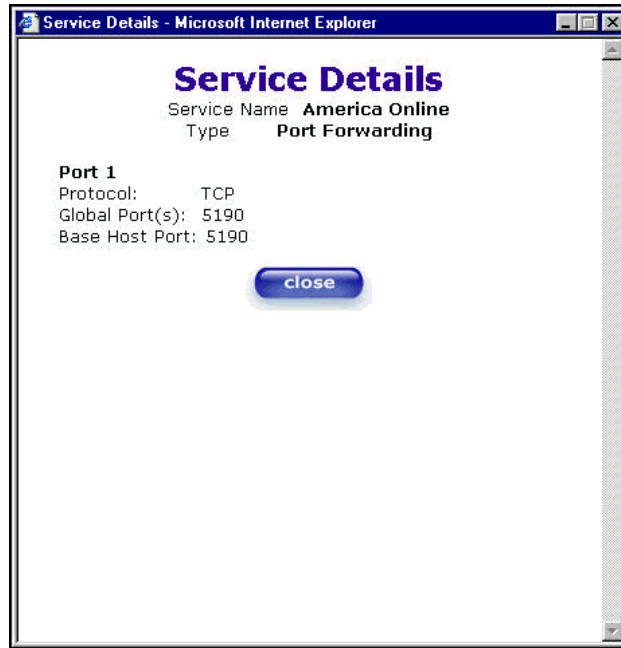 Service Details - Microsoft Internet Explorer
Service Details
Service Name America Online
Type Port Forwarding
Port 1
Protocol: TCP
Global Port(s): 5190
Base Host Port: 5190
close